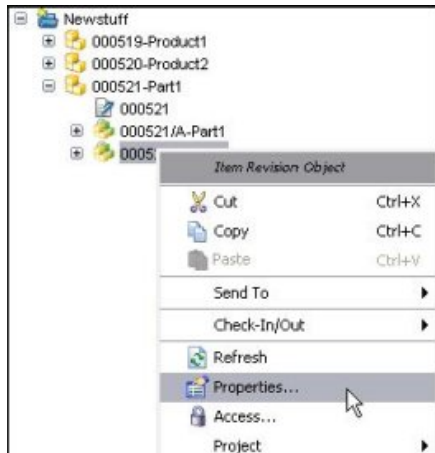 Newstuff
000519-Product1
000520-Product2
000521-Part1
000521
000521/A-Part1
0005
Item Revision Object
Cut Ctrl+X
Copy Ctrl+C
Paste Ctrl+V
Send To
Check-In/Out
Refresh
Properties...
Access...
Project